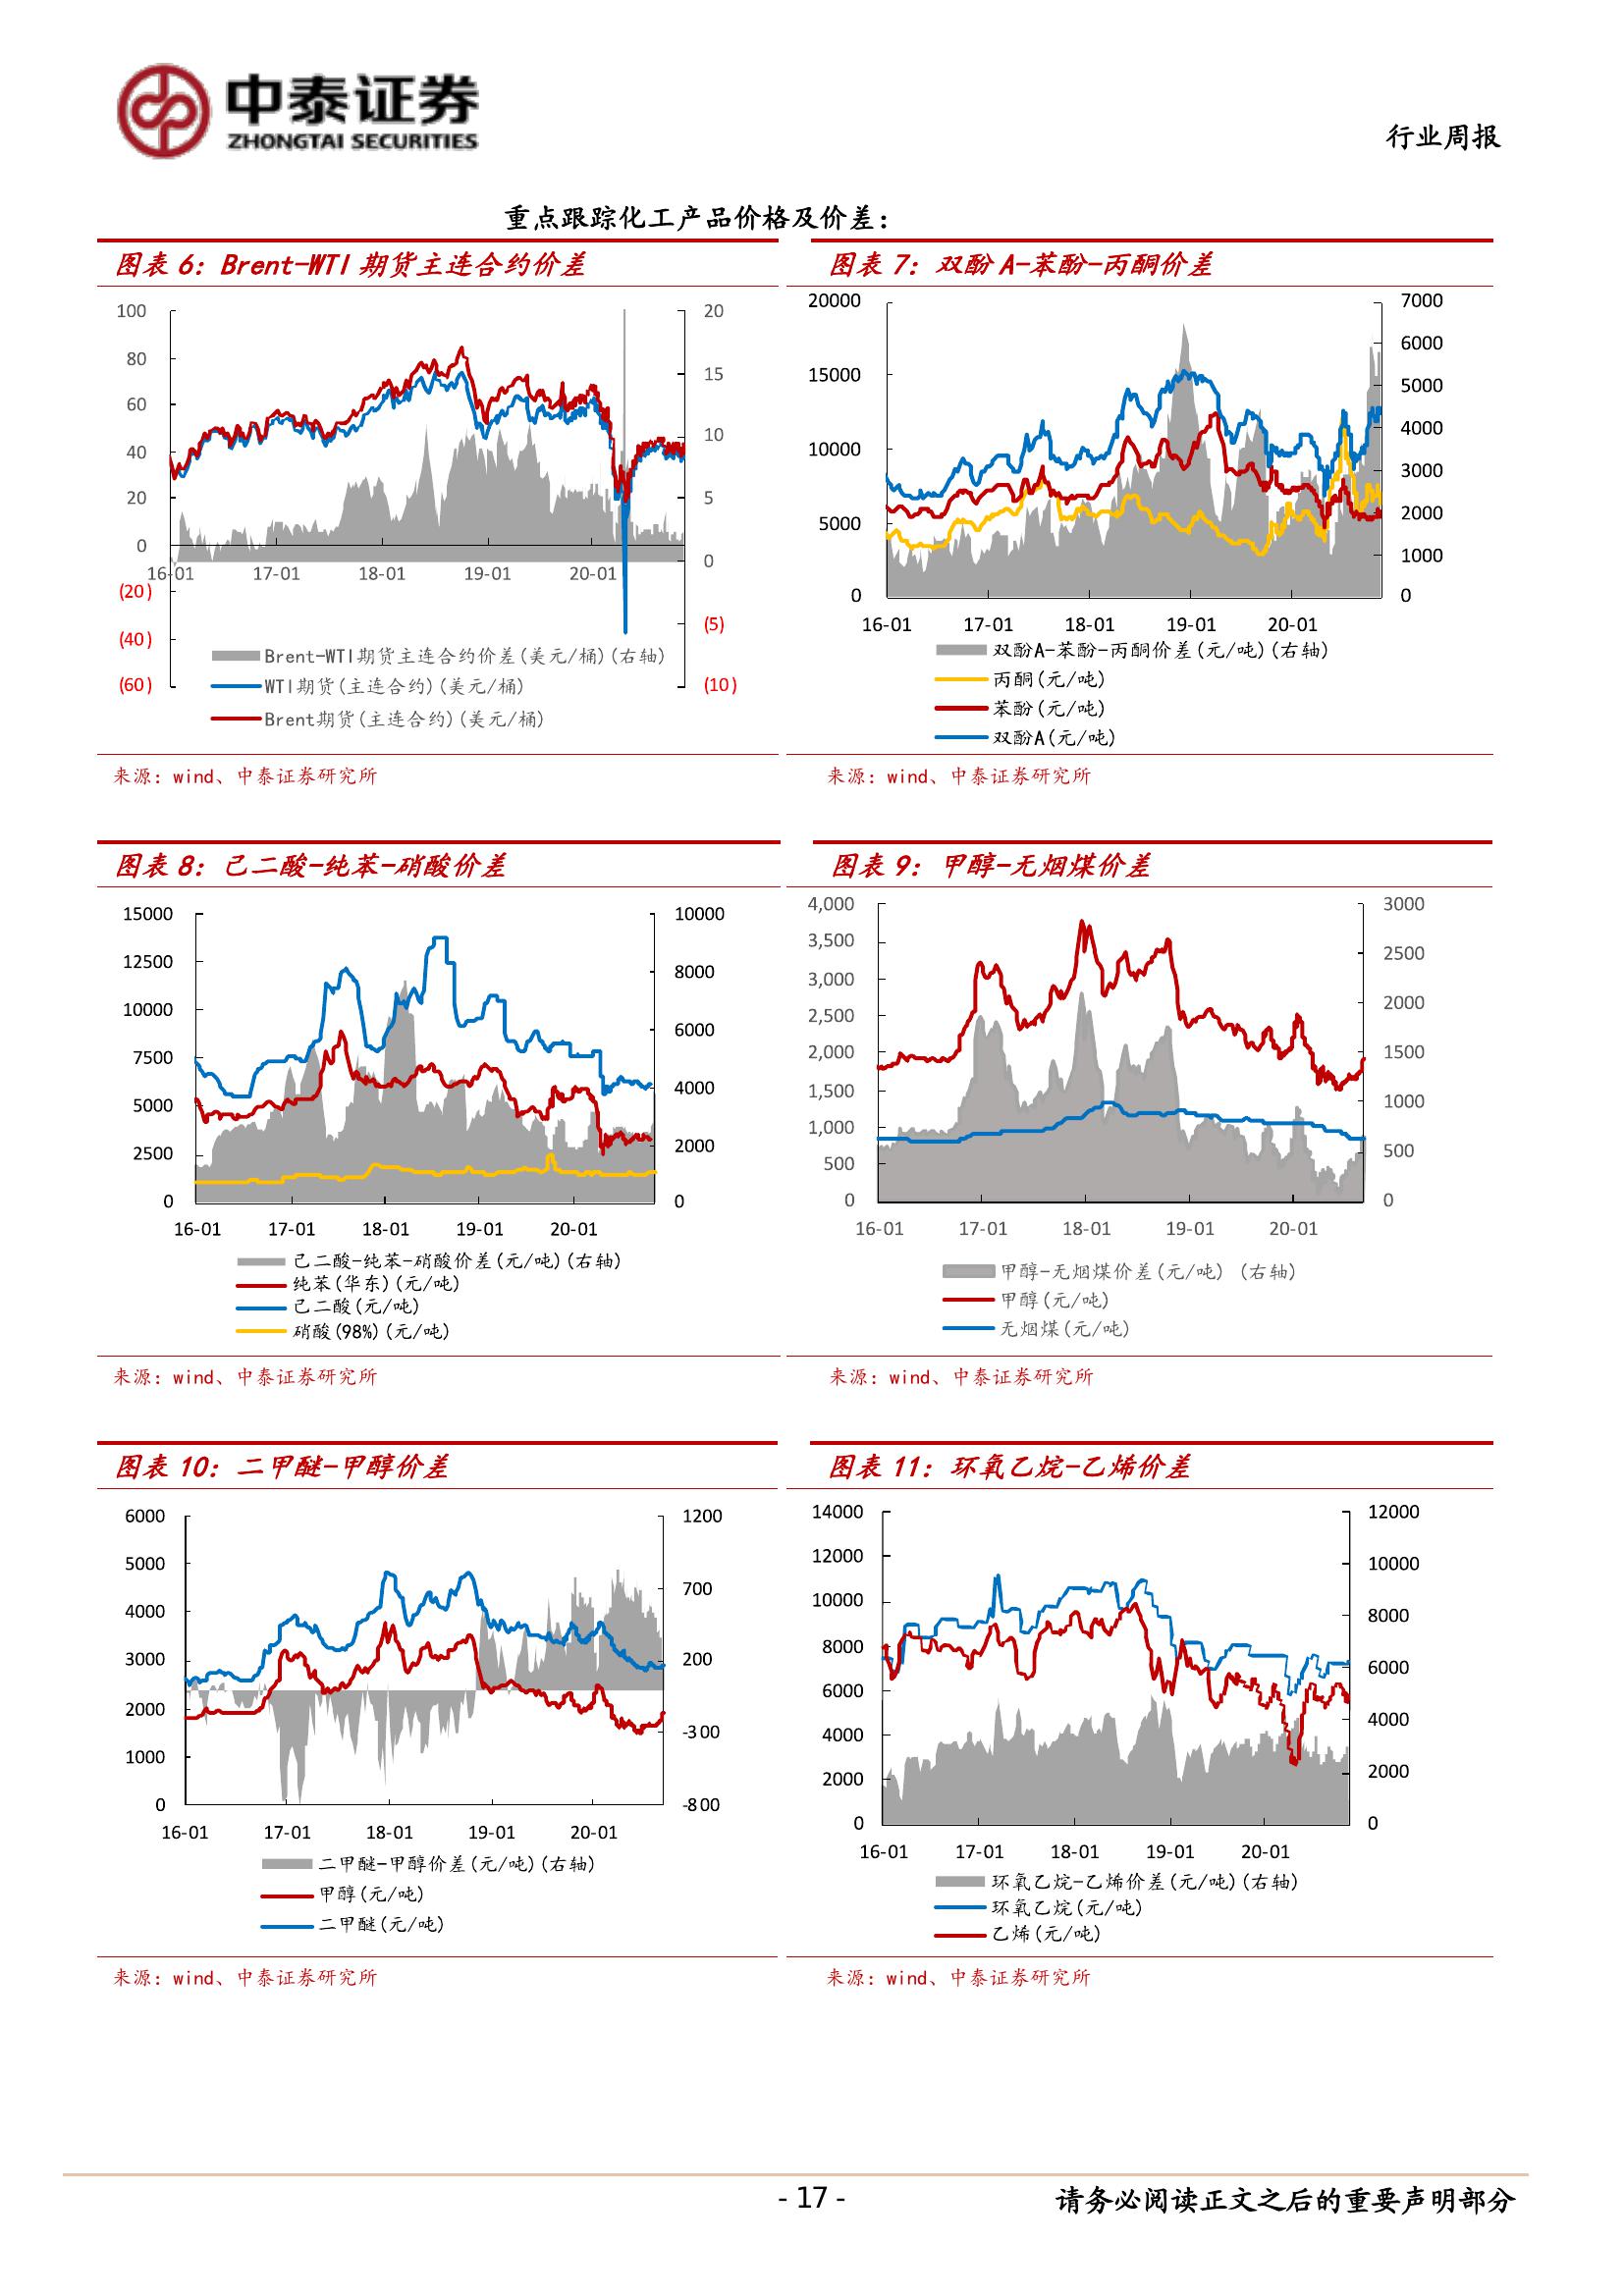 中泰证券
ZHONGTAI SECURITIES
行业周报
重点跟踪化工产品价格及价差：
图表 6：Brent-WTI 期货主连合约价差
100
80
60
40
20
0
(20)
(40)
(60)
20
15
10
5
0
(5)
(10)
16-01 17-01 18-01 19-01 20-01
Brent-WTI期货主连合约价差(美元/桶)(右轴)
WTI期货(主连合约)(美元/桶)
Brent期货(主连合约)(美元/桶)
来源：wind、中泰证券研究所
图表 7：双酚 A-苯酚-丙酮价差
20000
15000
10000
5000
0
7000
6000
5000
4000
3000
2000
1000
0
16-01 17-01 18-01 19-01 20-01
双酚A-苯酚-丙酮价差(元/吨)(右轴)
丙酮(元/吨)
苯酚(元/吨)
双酚A(元/吨)
来源：wind、中泰证券研究所
图表 8：己二酸-纯苯-硝酸价差
15000
12500
10000
7500
5000
2500
0
10000
8000
6000
4000
2000
0
16-01 17-01 18-01 19-01 20-01
己二酸-纯苯-硝酸价差(元/吨)(右轴)
纯苯(华东)(元/吨)
己二酸(元/吨)
硝酸(98%)(元/吨)
来源：wind、中泰证券研究所
图表 9：甲醇-无烟煤价差
4,000
3,500
3,000
2,500
2,000
1,500
1,000
500
0
3000
2500
2000
1500
1000
500
0
16-01 17-01 18-01 19-01 20-01
甲醇-无烟煤价差(元/吨) (右轴)
甲醇(元/吨)
无烟煤(元/吨)
来源：wind、中泰证券研究所
图表 10：二甲醚-甲醇价差
6000
5000
4000
3000
2000
1000
0
1200
700
200
-300
-800
16-01 17-01 18-01 19-01 20-01
二甲醚-甲醇价差(元/吨)(右轴)
甲醇(元/吨)
二甲醚(元/吨)
来源：wind、中泰证券研究所
图表 11：环氧乙烷-乙烯价差
14000
12000
10000
8000
6000
4000
2000
0
12000
10000
8000
6000
4000
2000
0
16-01 17-01 18-01 19-01 20-01
环氧乙烷-乙烯价差(元/吨)(右轴)
环氧乙烷(元/吨)
乙烯(元/吨)
来源：wind、中泰证券研究所
- 17 -
请务必阅读正文之后的重要声明部分